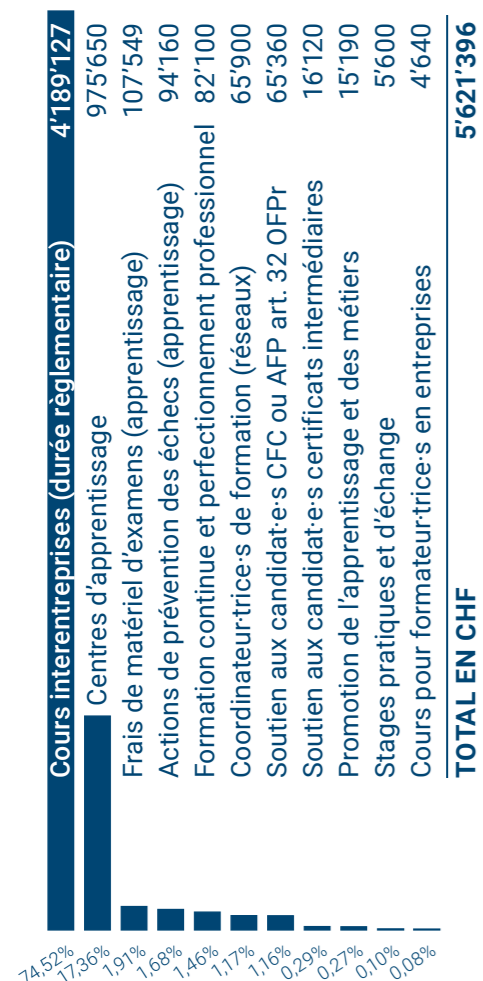 74,52% Cours interentreprises (durée règlementaire) 4’189’127
17,36% Centres d’apprentissage 975’650
1,91% Frais de matériel d’examens (apprentissage) 107’549
1,68% Actions de prévention des échecs (apprentissage) 94’160
1,46% Formation continue et perfectionnement professionnel 82’100
1,17% Coordinateur·trice·s de formation (réseaux) 65’900
1,16% Soutien aux candidat·e·s CFC ou AFP art. 32 OFPr 65’360
0,29% Soutien aux candidat·e·s certificats intermédiaires 16’120
0,27% Promotion de l’apprentissage et des métiers 15’190
0,10% Stages pratiques et d’échange 5’600
0,08% Cours pour formateur·trice·s en entreprises 4’640
TOTAL EN CHF 5’621’396